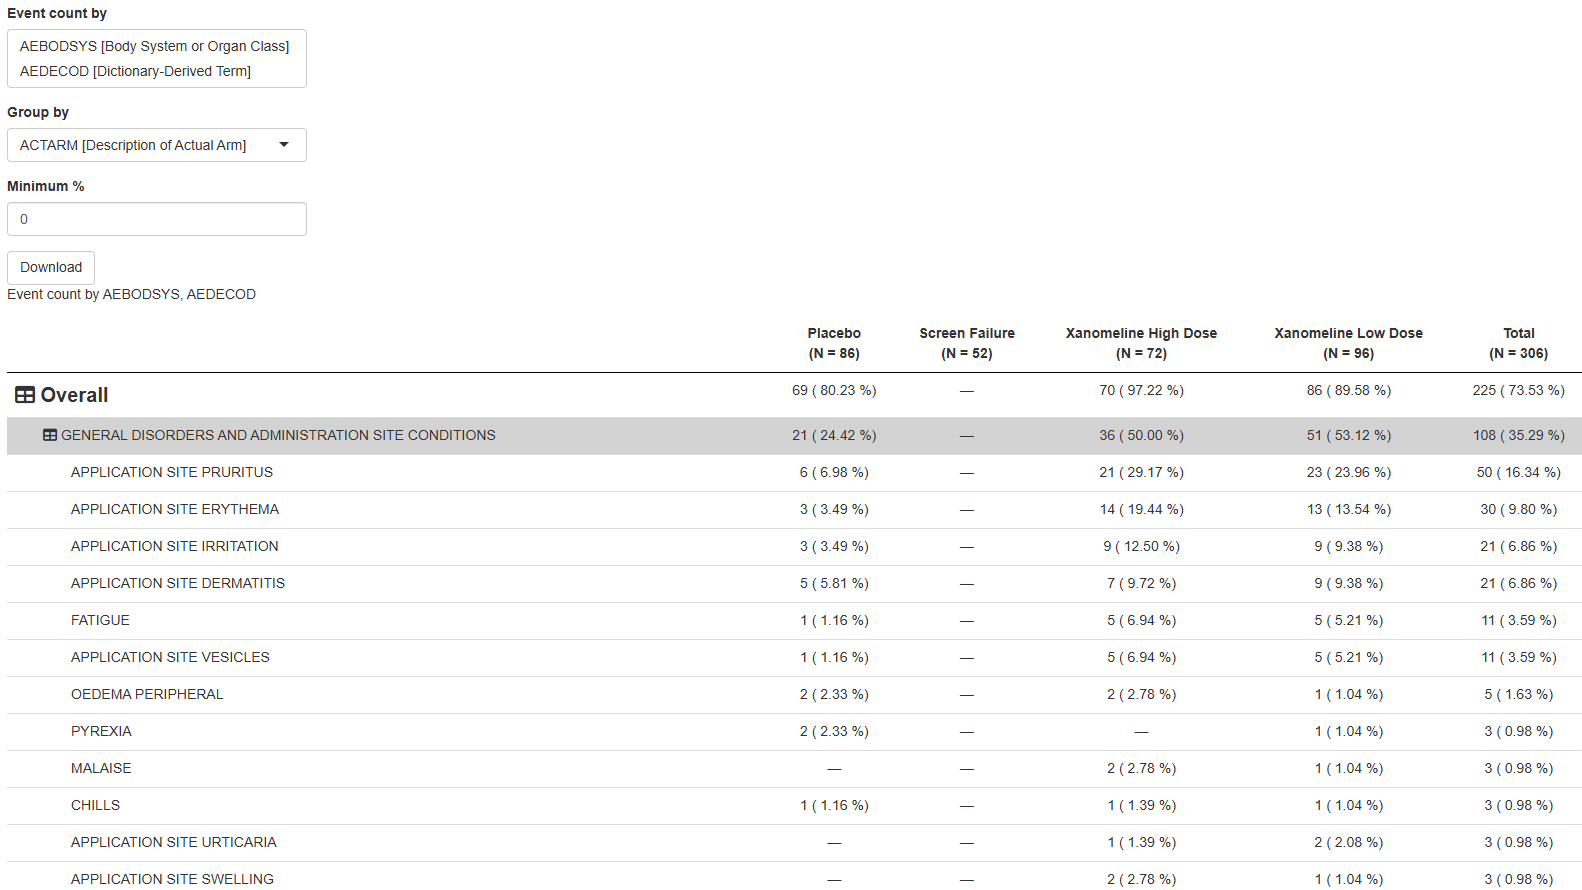 Event count by
AEBODSYS [Body System or Organ Class]
AEDECOD [Dictionary-Derived Term]
Group by
ACTARM [Description of Actual Arm]
Minimum %
0
Download
Event count by AEBODSYS, AEDECOD
Placebo Screen Failure Xanomeline High Dose Xanomeline Low Dose Total
(N = 86) (N = 52) (N = 72) (N = 96) (N = 306)
Overall 69 ( 80.23 %) — 70 ( 97.22 %) 86 ( 89.58 %) 225 ( 73.53 %)
GENERAL DISORDERS AND ADMINISTRATION SITE CONDITIONS 21 ( 24.42 %) — 36 ( 50.00 %) 51 ( 53.12 %) 108 ( 35.29 %)
APPLICATION SITE PRURITUS 6 ( 6.98 %) — 21 ( 29.17 %) 23 ( 23.96 %) 50 ( 16.34 %)
APPLICATION SITE ERYTHEMA 3 ( 3.49 %) — 14 ( 19.44 %) 13 ( 13.54 %) 30 ( 9.80 %)
APPLICATION SITE IRRITATION 3 ( 3.49 %) — 9 ( 12.50 %) 9 ( 9.38 %) 21 ( 6.86 %)
APPLICATION SITE DERMATITIS 5 ( 5.81 %) — 7 ( 9.72 %) 9 ( 9.38 %) 21 ( 6.86 %)
FATIGUE 1 ( 1.16 %) — 5 ( 6.94 %) 5 ( 5.21 %) 11 ( 3.59 %)
APPLICATION SITE VESICLES 1 ( 1.16 %) — 5 ( 6.94 %) 5 ( 5.21 %) 11 ( 3.59 %)
OEDEMA PERIPHERAL 2 ( 2.33 %) — 2 ( 2.78 %) 1 ( 1.04 %) 5 ( 1.63 %)
PYREXIA 2 ( 2.33 %) — — 1 ( 1.04 %) 3 ( 0.98 %)
MALAISE — — 2 ( 2.78 %) 1 ( 1.04 %) 3 ( 0.98 %)
CHILLS 1 ( 1.16 %) — 1 ( 1.39 %) 1 ( 1.04 %) 3 ( 0.98 %)
APPLICATION SITE URTICARIA — — 1 ( 1.39 %) 2 ( 2.08 %) 3 ( 0.98 %)
APPLICATION SITE SWELLING — — 2 ( 2.78 %) 1 ( 1.04 %) 3 ( 0.98 %)